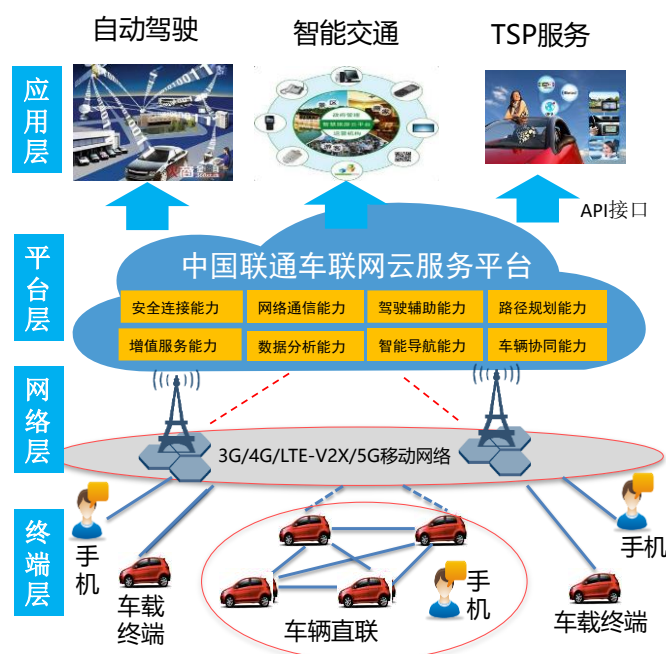 自动驾驶
智能交通
TSP服务
应用层
API接口
平台层
中国联通车联网云服务平台
安全连接能力
网络通信能力
驾驶辅助能力
路径规划能力
增值服务能力
数据分析能力
智能导航能力
车辆协同能力
网络层
3G/4G/LTE-V2X/5G移动网络
终端层
手机
车载
终端
车辆直联
手机
车载终端
手机